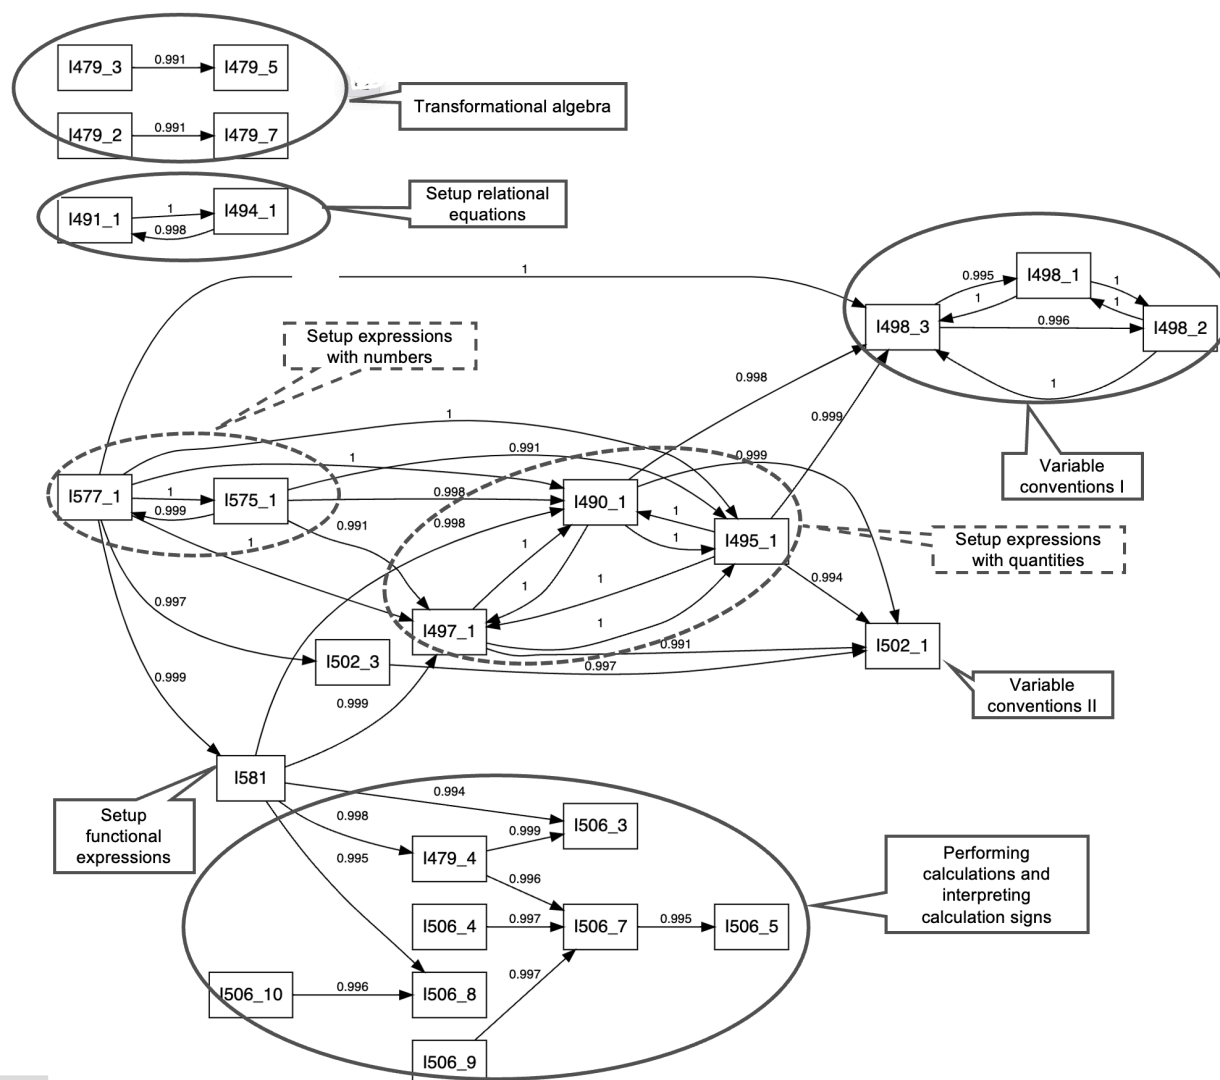 I479_3
0.991
I479_5
Transformational algebra
I479_2
0.991
I479_7
Setup relational
equations
I491_1
1
0.998
I494_1
1
0.995
I498_1
1
1
1
I498_3
0.996
I498_2
1
Setup expressions
with numbers
0.998
0.999
1
0.991
0.999
Variable
conventions I
I577_1
1
1
0.999
I575_1
0.998
I490_1
0.998
0.991
1
1
1
I495_1
Setup expressions
with quantities
1
1
1
0.994
0.997
1
I497_1
0.991
I502_1
I502_3
0.997
Variable
conventions II
0.999
0.999
I581
Setup
functional
expressions
0.994
0.998
0.999
I506_3
I479_4
0.995
0.996
Performing
calculations and
interpreting
calculation signs
I506_4
0.997
I506_7
0.995
I506_5
0.997
I506_10
0.996
I506_8
I506_9